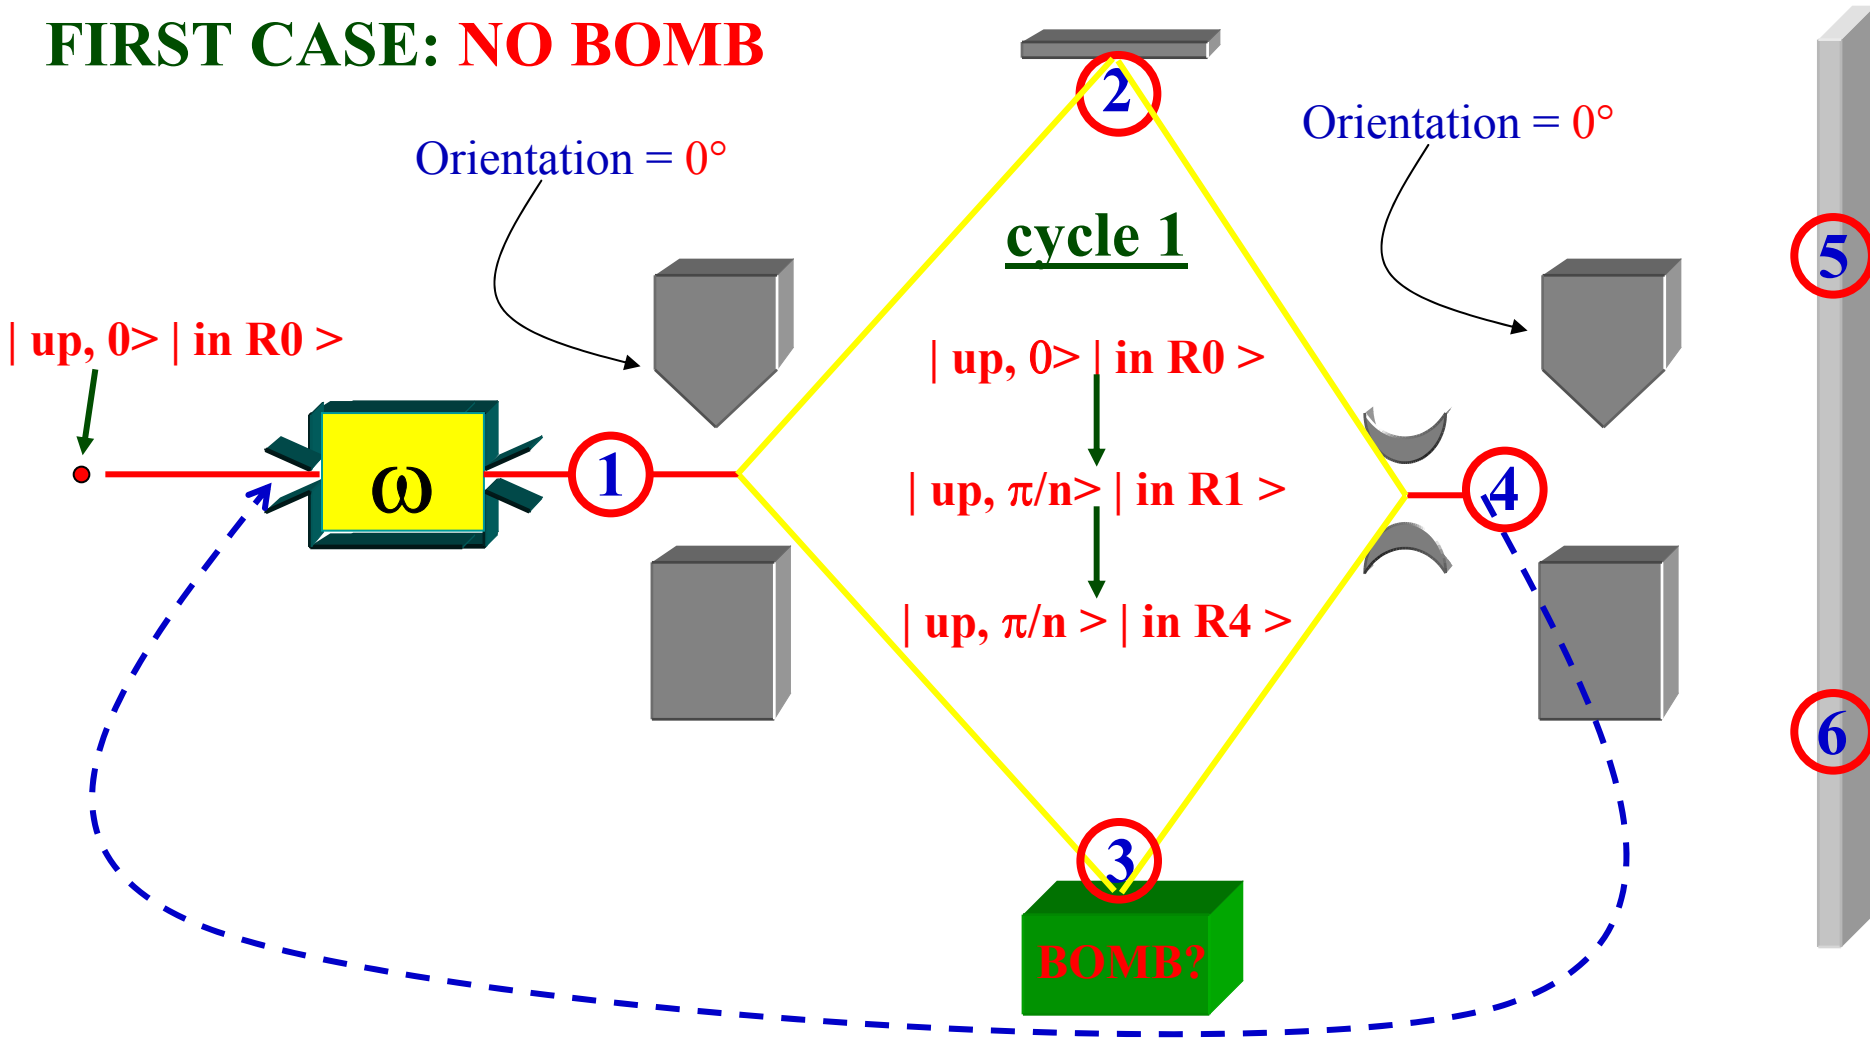 FIRST CASE: NO BOMB
2
Orientation = 0°
Orientation = 0°
cycle 1
5
| up, 0> | in R0 >
| up, 0> | in R0 >
ω
1
| up, π/n> | in R1 >
4
| up, π/n > | in R4 >
6
3
BOMB?